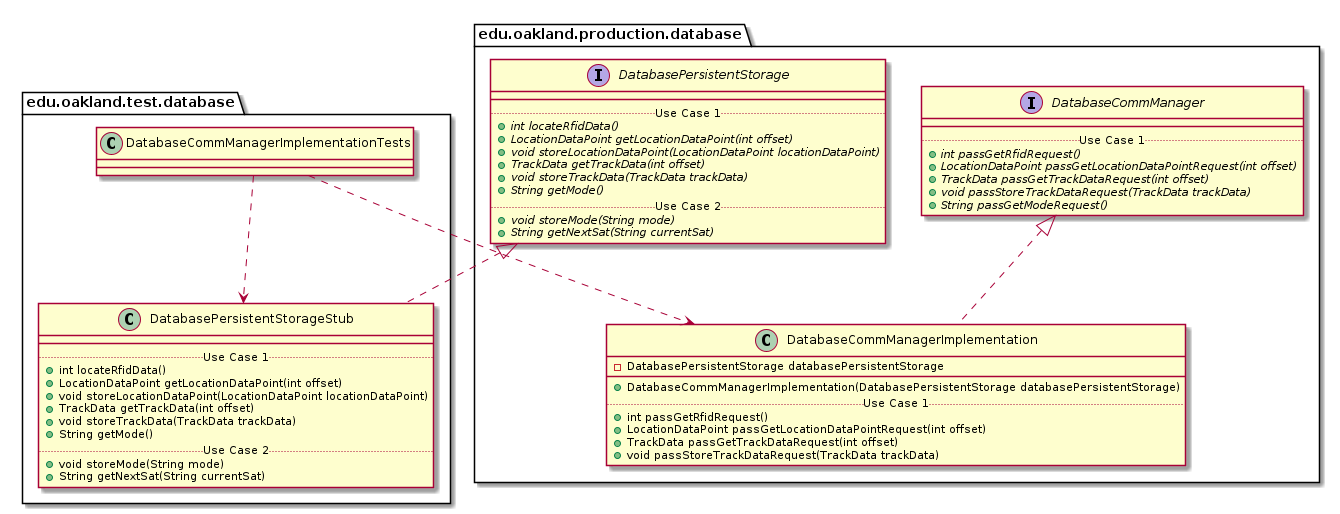 edu.oakland.test.database
C DatabaseCommManagerImplementationTests
C DatabasePersistentStorageStub
Use Case 1
int locateRfidData()
LocationDataPoint getLocationDataPoint(int offset)
void storeLocationDataPoint(LocationDataPoint locationDataPoint)
TrackData getTrackData(int offset)
void storeTrackData(TrackData trackData)
String getMode()
Use Case 2
void storeMode(String mode)
String getNextSat(String currentSat)
edu.oakland.production.database
I DatabasePersistentStorage
Use Case 1
int locateRfidData()
LocationDataPoint getLocationDataPoint(int offset)
void storeLocationDataPoint(LocationDataPoint locationDataPoint)
TrackData getTrackData(int offset)
void storeTrackData(TrackData trackData)
String getMode()
Use Case 2
void storeMode(String mode)
String getNextSat(String currentSat)
I DatabaseCommManager
Use Case 1
int passGetRfidRequest()
LocationDataPoint passGetLocationDataPointRequest(int offset)
TrackData passGetTrackDataRequest(int offset)
void passStoreTrackDataRequest(TrackData trackData)
String passGetModeRequest()
C DatabaseCommManagerImplementation
DatabasePersistentStorage databasePersistentStorage
DatabaseCommManagerImplementation(DatabasePersistentStorage databasePersistentStorage)
Use Case 1
int passGetRfidRequest()
LocationDataPoint passGetLocationDataPointRequest(int offset)
TrackData passGetTrackDataRequest(int offset)
void passStoreTrackDataRequest(TrackData trackData)